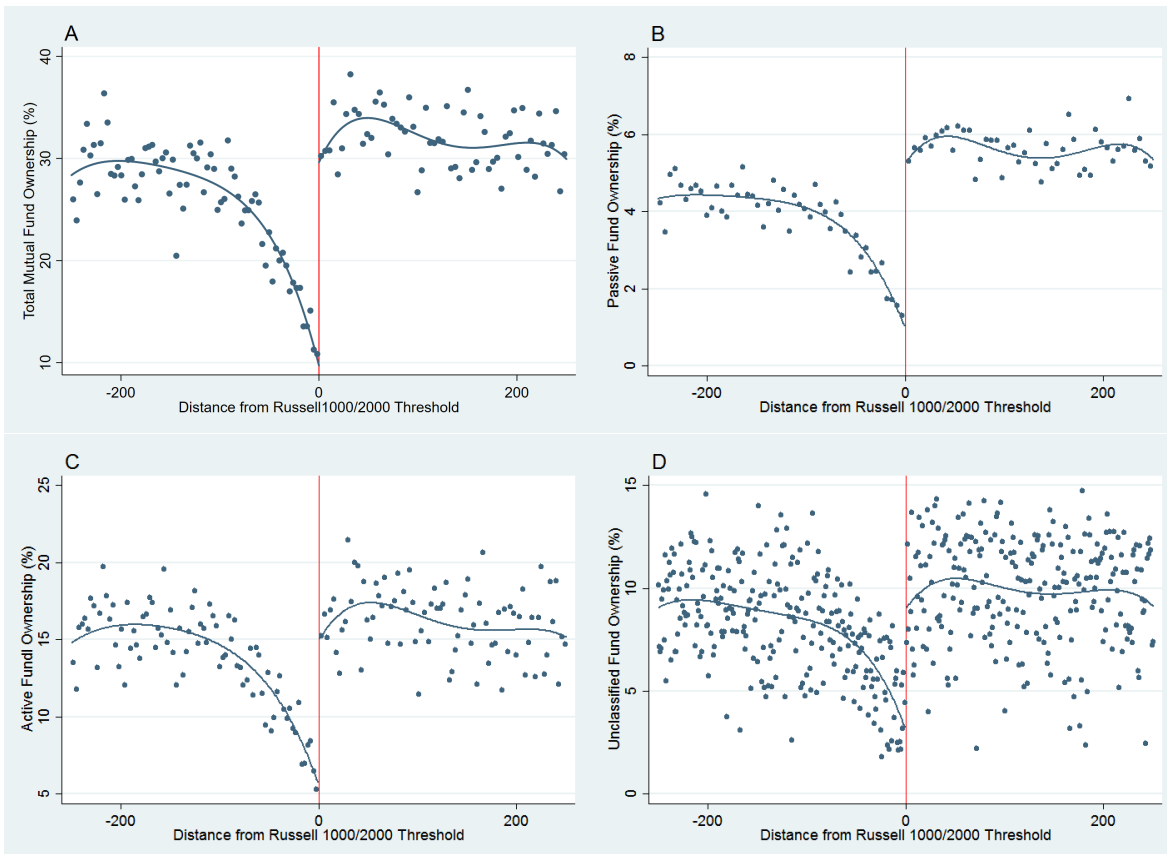 A
Total Mutual Fund Ownership (%)
40
30
20
10
-200 0 200
Distance from Russell1000/2000 Threshold
B
Passive Fund Ownership (%)
8
6
4
2
0
-200 0 200
Distance from Russell 1000/2000 Threshold
C
Active Fundl Ownership (%)
25
20
15
10
5
-200 0 200
Distance from Russell 1000/2000 Threshold
D
Unclassified Fund Ownership (%)
15
10
5
0
-200 0 200
Distance from Russell 1000/2000 Threshold